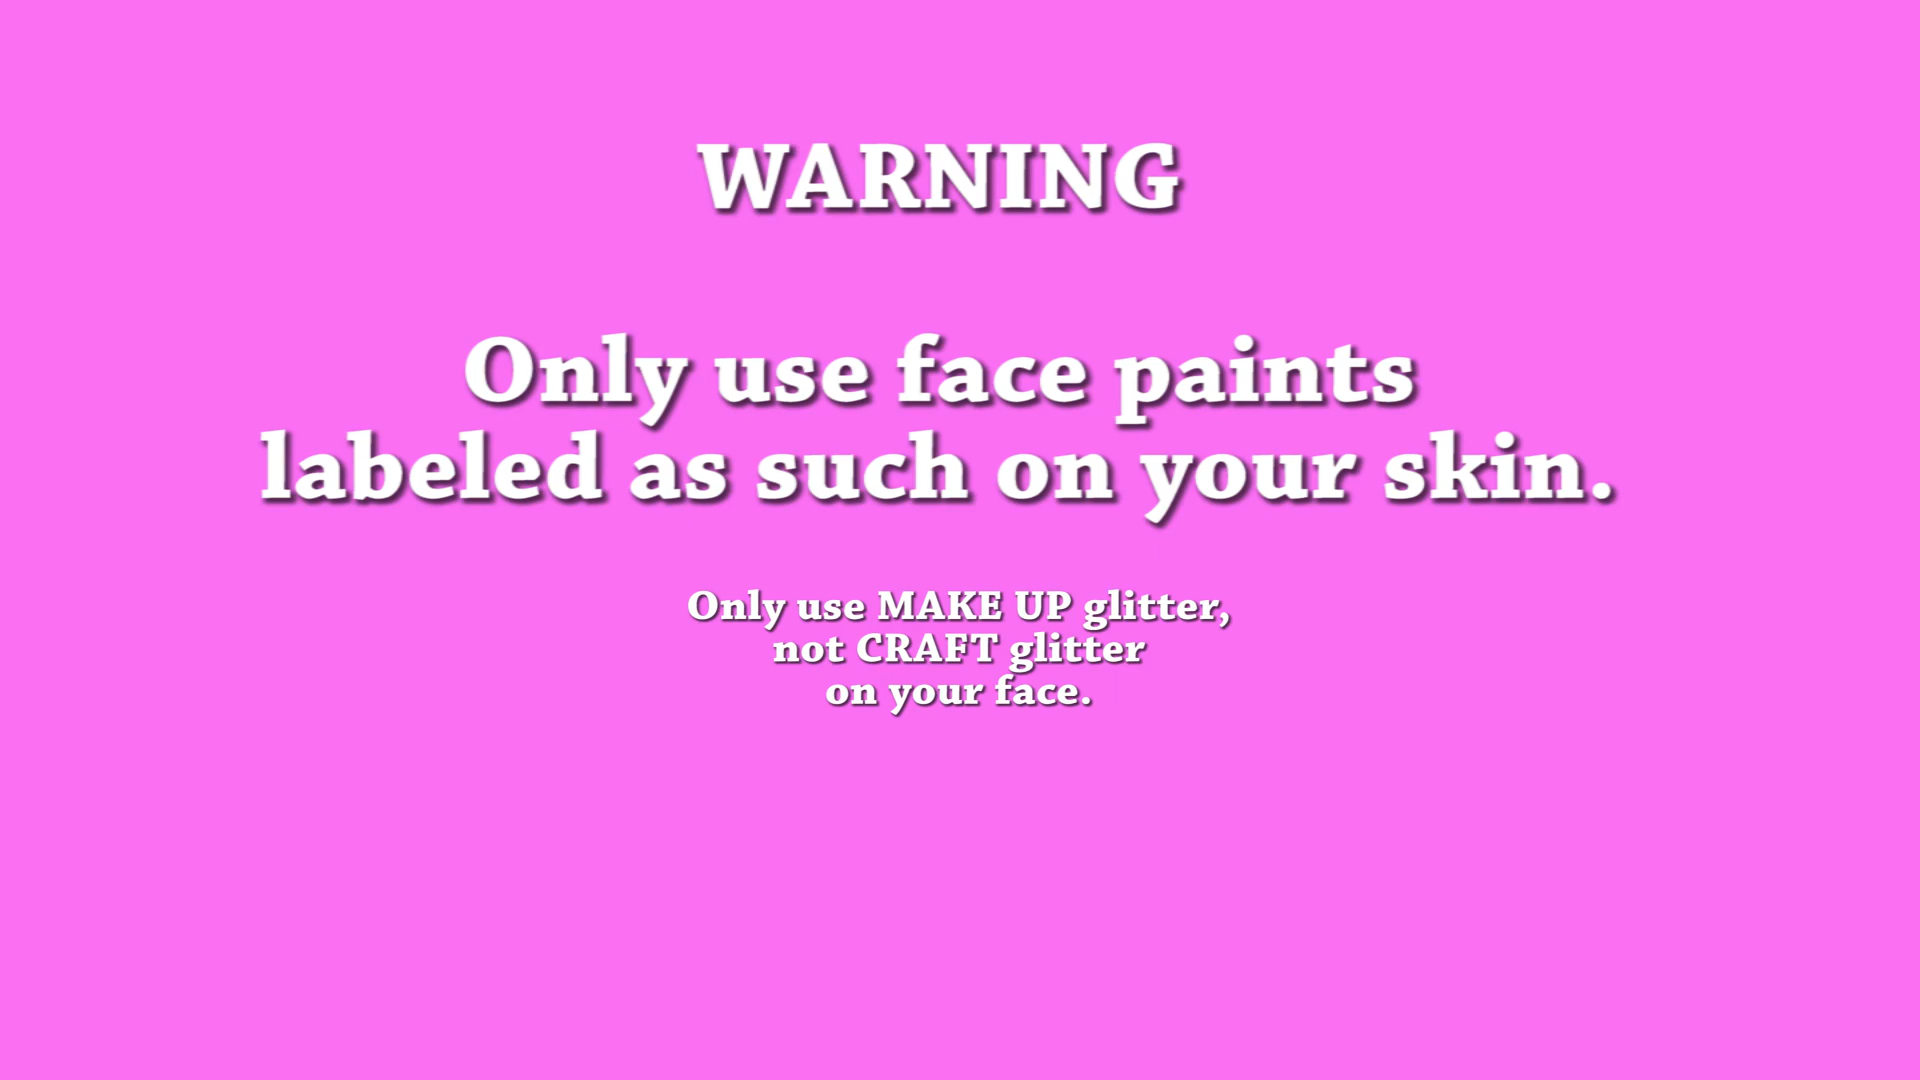 WARNING
Only use face paints
labeled as such on your skin.
Only use MAKE UP glitter,
not CRAFT glitter
on your face.